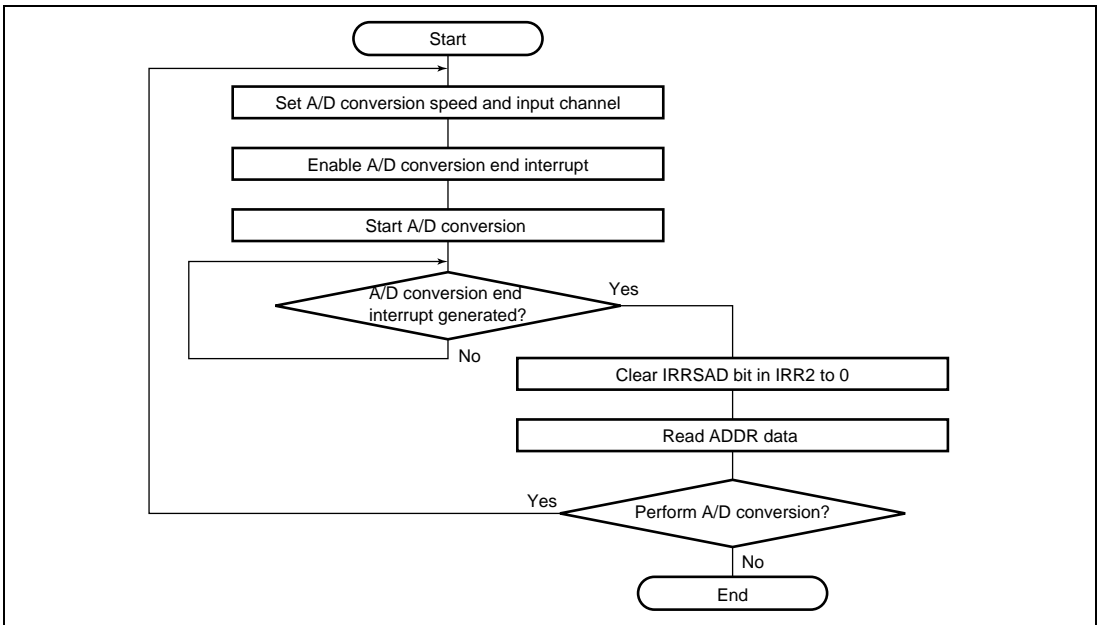 Start
Set A/D conversion speed and input channel
Enable A/D conversion end interrupt
Start A/D conversion
A/D conversion end
interrupt generated?
Yes
No
Clear IRRSAD bit in IRR2 to 0
Read ADDR data
Yes
Perform A/D conversion?
No
End